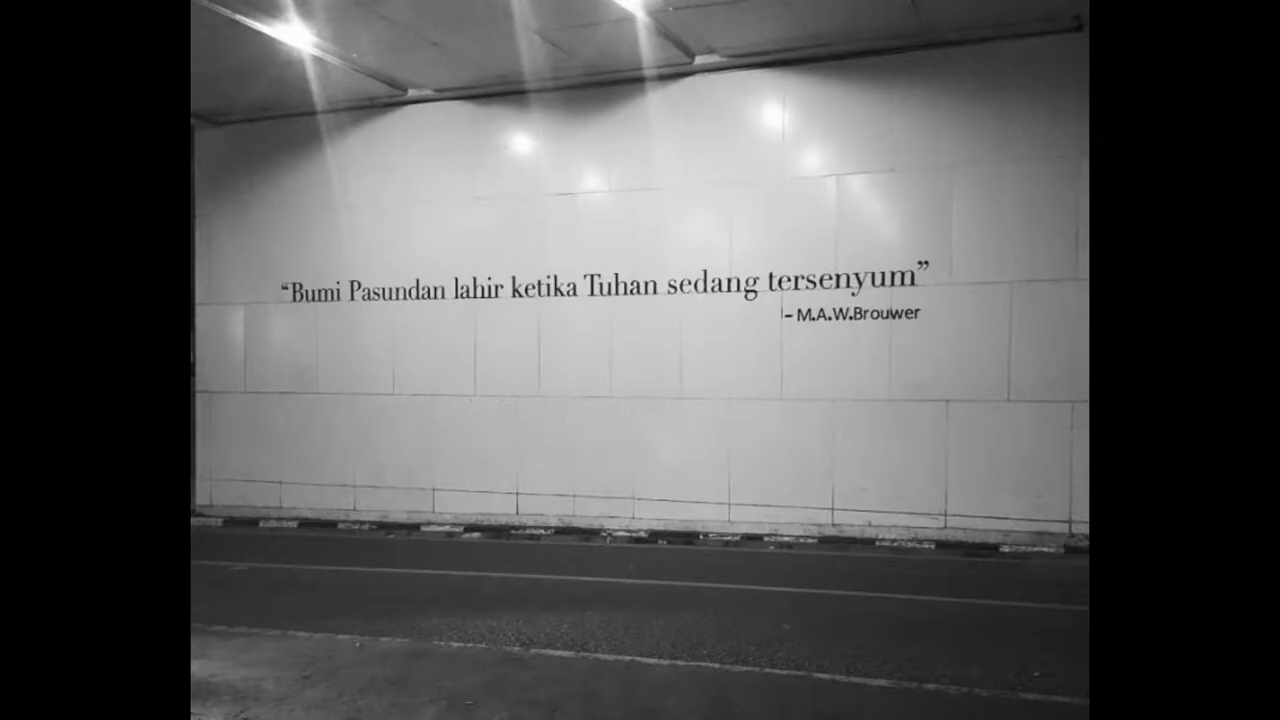 “Bumi Pasundan lahir ketika Tuhan sedang tersenyum”
- M.A.W.Brouwer